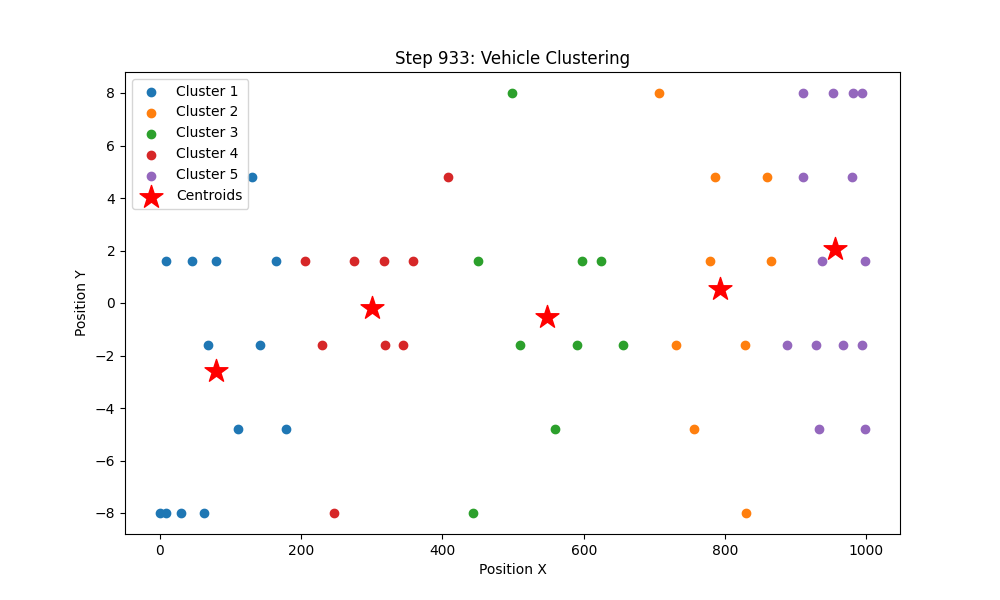 Step 933: Vehicle Clustering
Cluster 1
Cluster 2
Cluster 3
Cluster 4
Cluster 5
Centroids
8
6
4
2
0
−2
−4
−6
−8
Position Y
0 200 400 600 800 1000
Position X